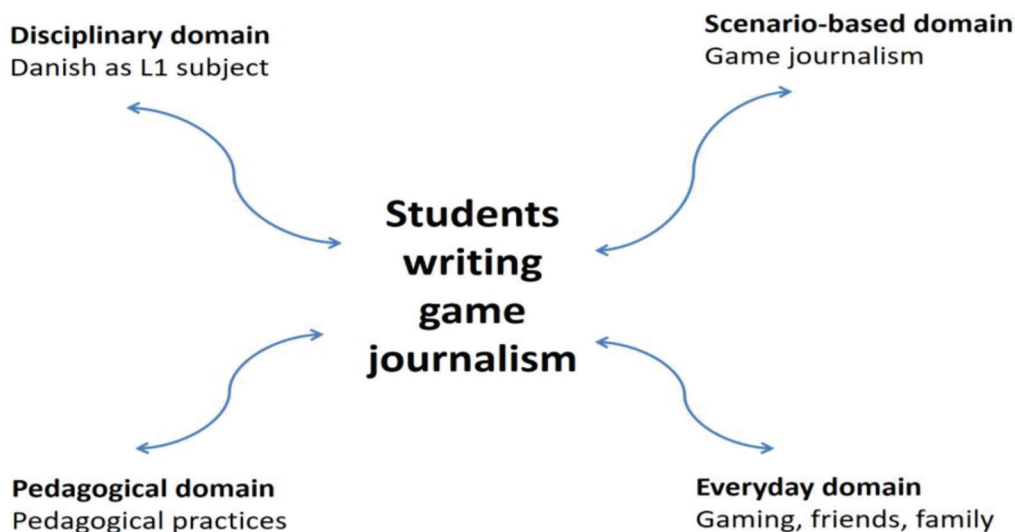 Disciplinary domain
Danish as L1 subject
Scenario-based domain
Game journalism
Students
writing
game
journalism
Pedagogical domain
Pedagogical practices
Everyday domain
Gaming, friends, family